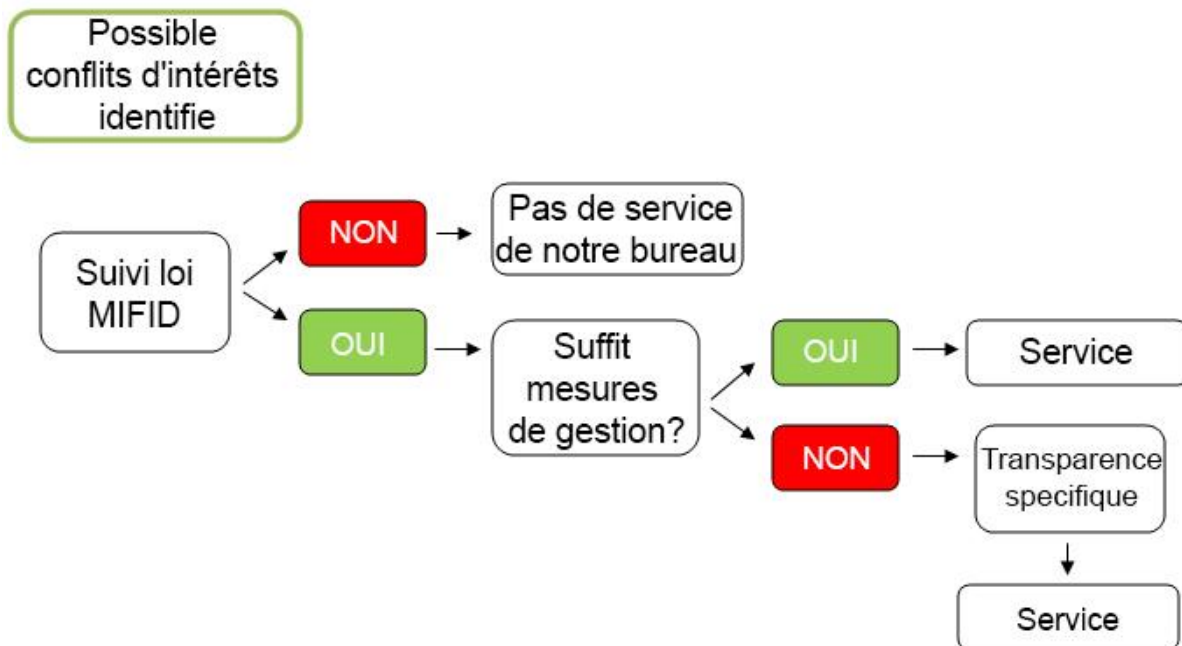 Possible
conflits d'intérêts
identifie
Suivi loi
MIFID
NON
Pas de service
de notre bureau
OUI
Suffit
mesures
de gestion?
OUI
Service
NON
Transparence
specifique
Service